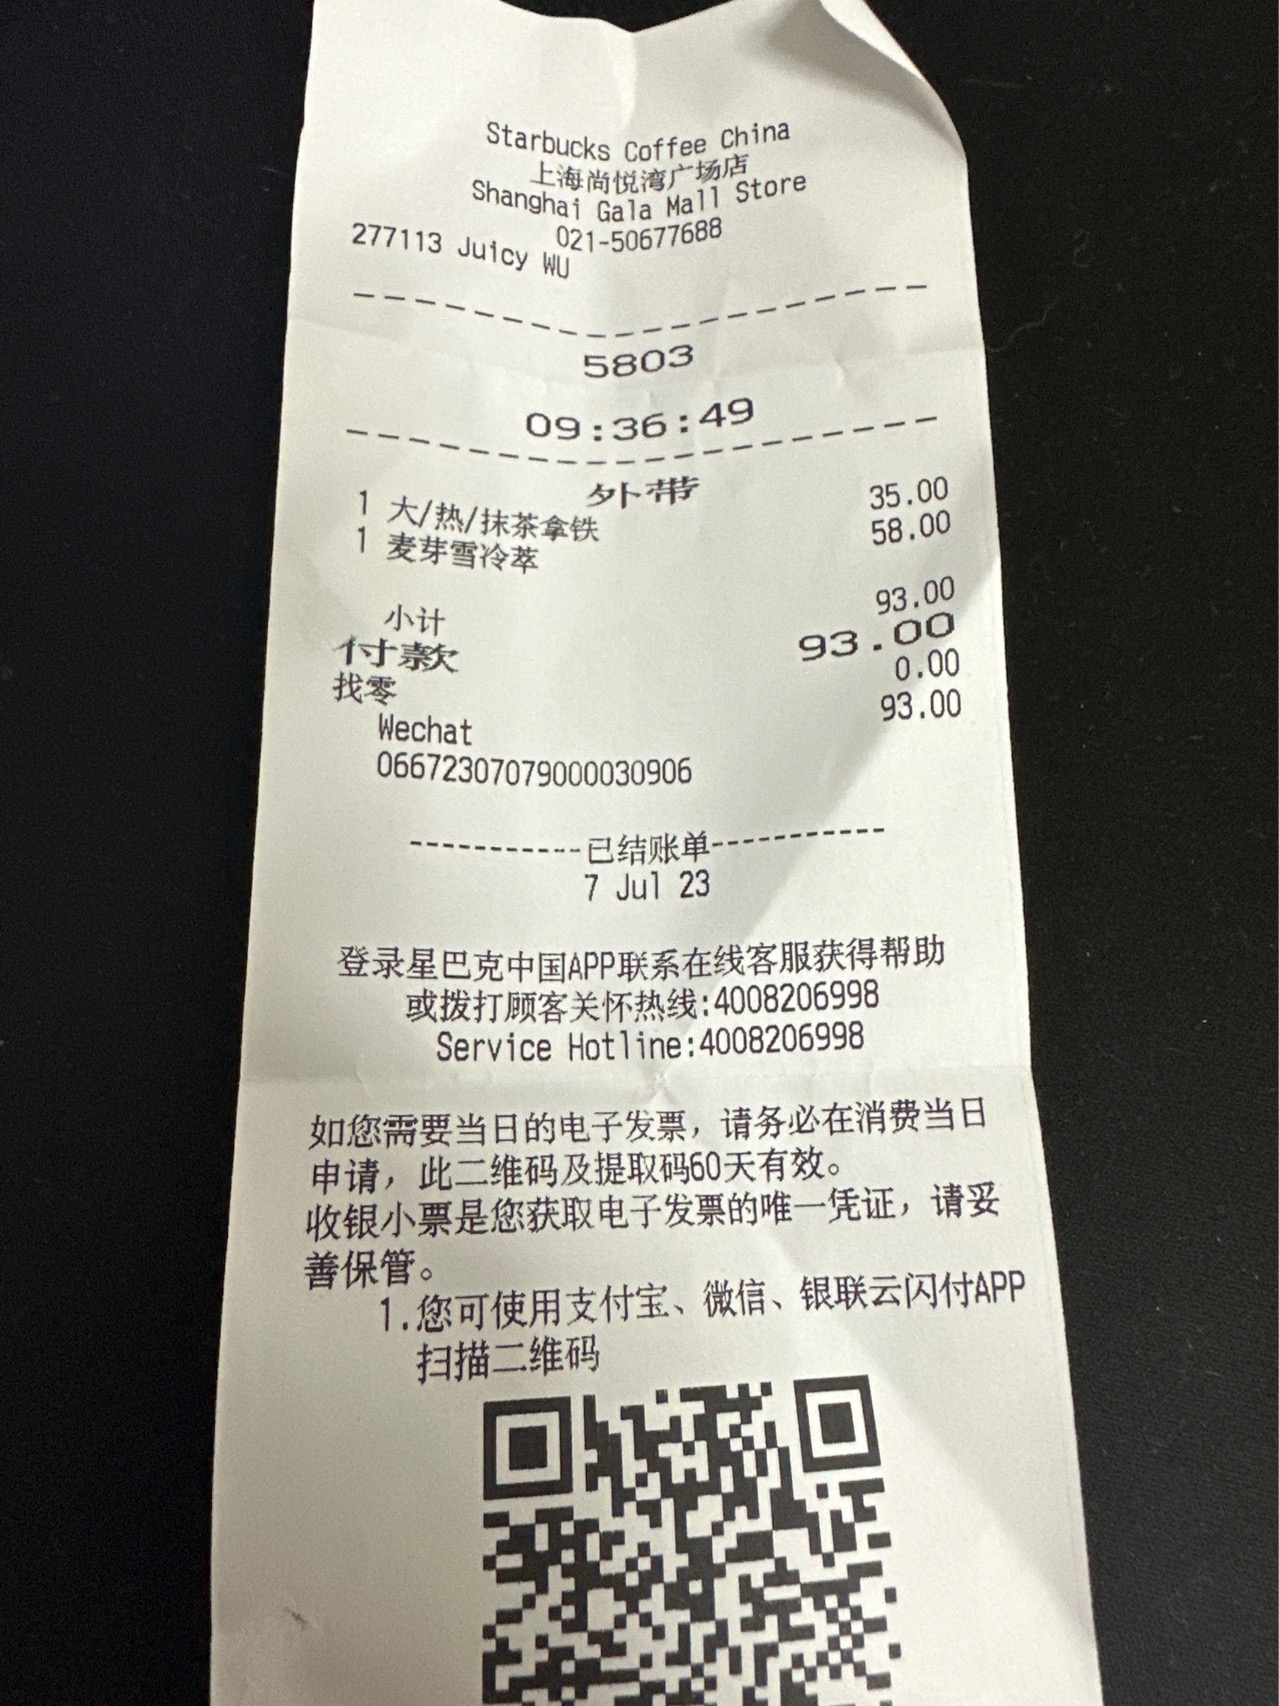 Starbucks Coffee China
上海尚悦湾广场店
Shanghai Gala Mall Store
021-50677688
277113 Juicy WU
5803
09:36:49
外带
1 大/热/抹茶拿铁 35.00
1 麦芽雪冷萃 58.00
小计 93.00
付款 93.00
找零 0.00
Wechat 93.00
06672307079000030906
-----------已结账单-----------
7 Jul 23
登录星巴克中国APP联系在线客服获得帮助
或拨打顾客关怀热线:4008206998
Service Hotline:4008206998
如您需要当日的电子发票，请务必在消费当日
申请，此二维码及提取码60天有效。
收银小票是您获取电子发票的唯一凭证，请妥
善保管。
1.您可使用支付宝、微信、银联云闪付APP
扫描二维码